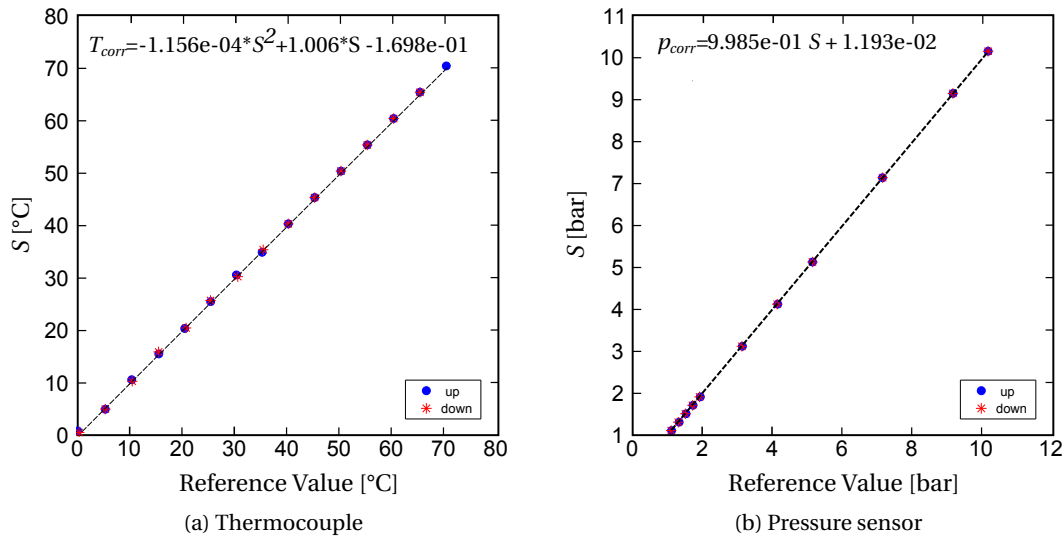 T_corr=-1.156e-04*S^2+1.006*S -1.698e-01
80
70
60
50
40
30
20
10
0
S [°C]
up
down
0 10 20 30 40 50 60 70 80
Reference Value [°C]
(a) Thermocouple
p_corr=9.985e-01 S + 1.193e-02
11
10
9
8
7
6
5
4
3
2
1
S [bar]
up
down
0 2 4 6 8 10 12
Reference Value [bar]
(b) Pressure sensor